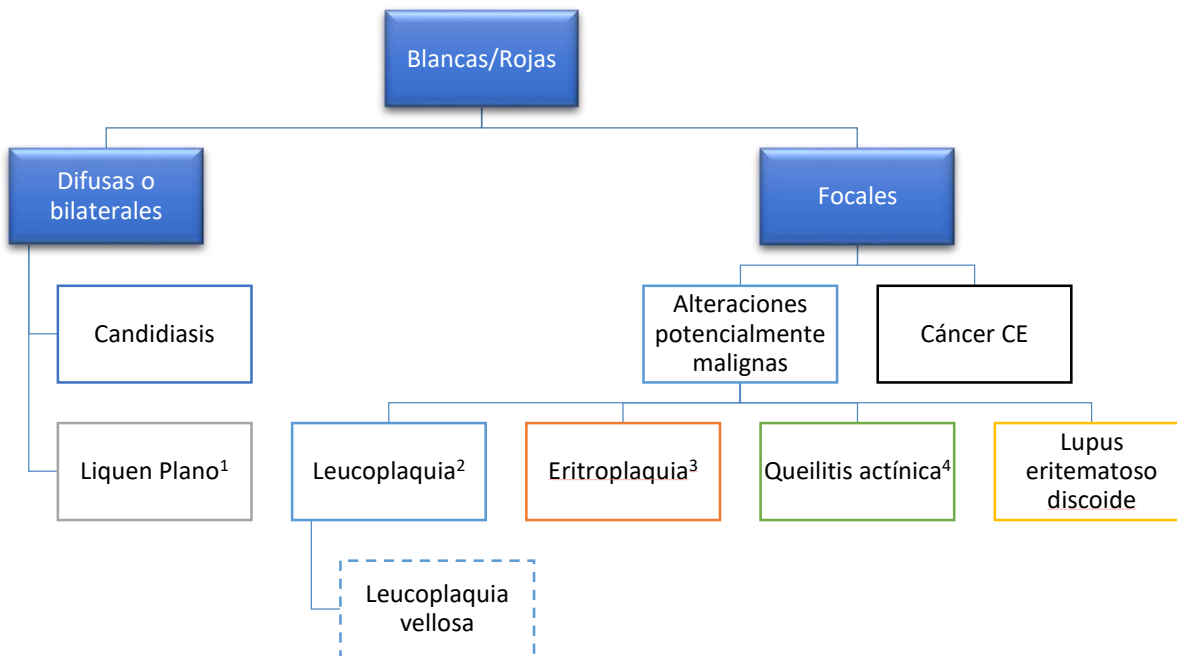 Blancas/Rojas
Difusas o
bilaterales
Focales
Candidiasis
Alteraciones
potencialmente
malignas
Cáncer CE
Liquen Plano¹
Leucoplaquia²
Eritroplaquia³
Queilitis actínica⁴
Lupus
eritematoso
discoide
Leucoplaquia
vellosa